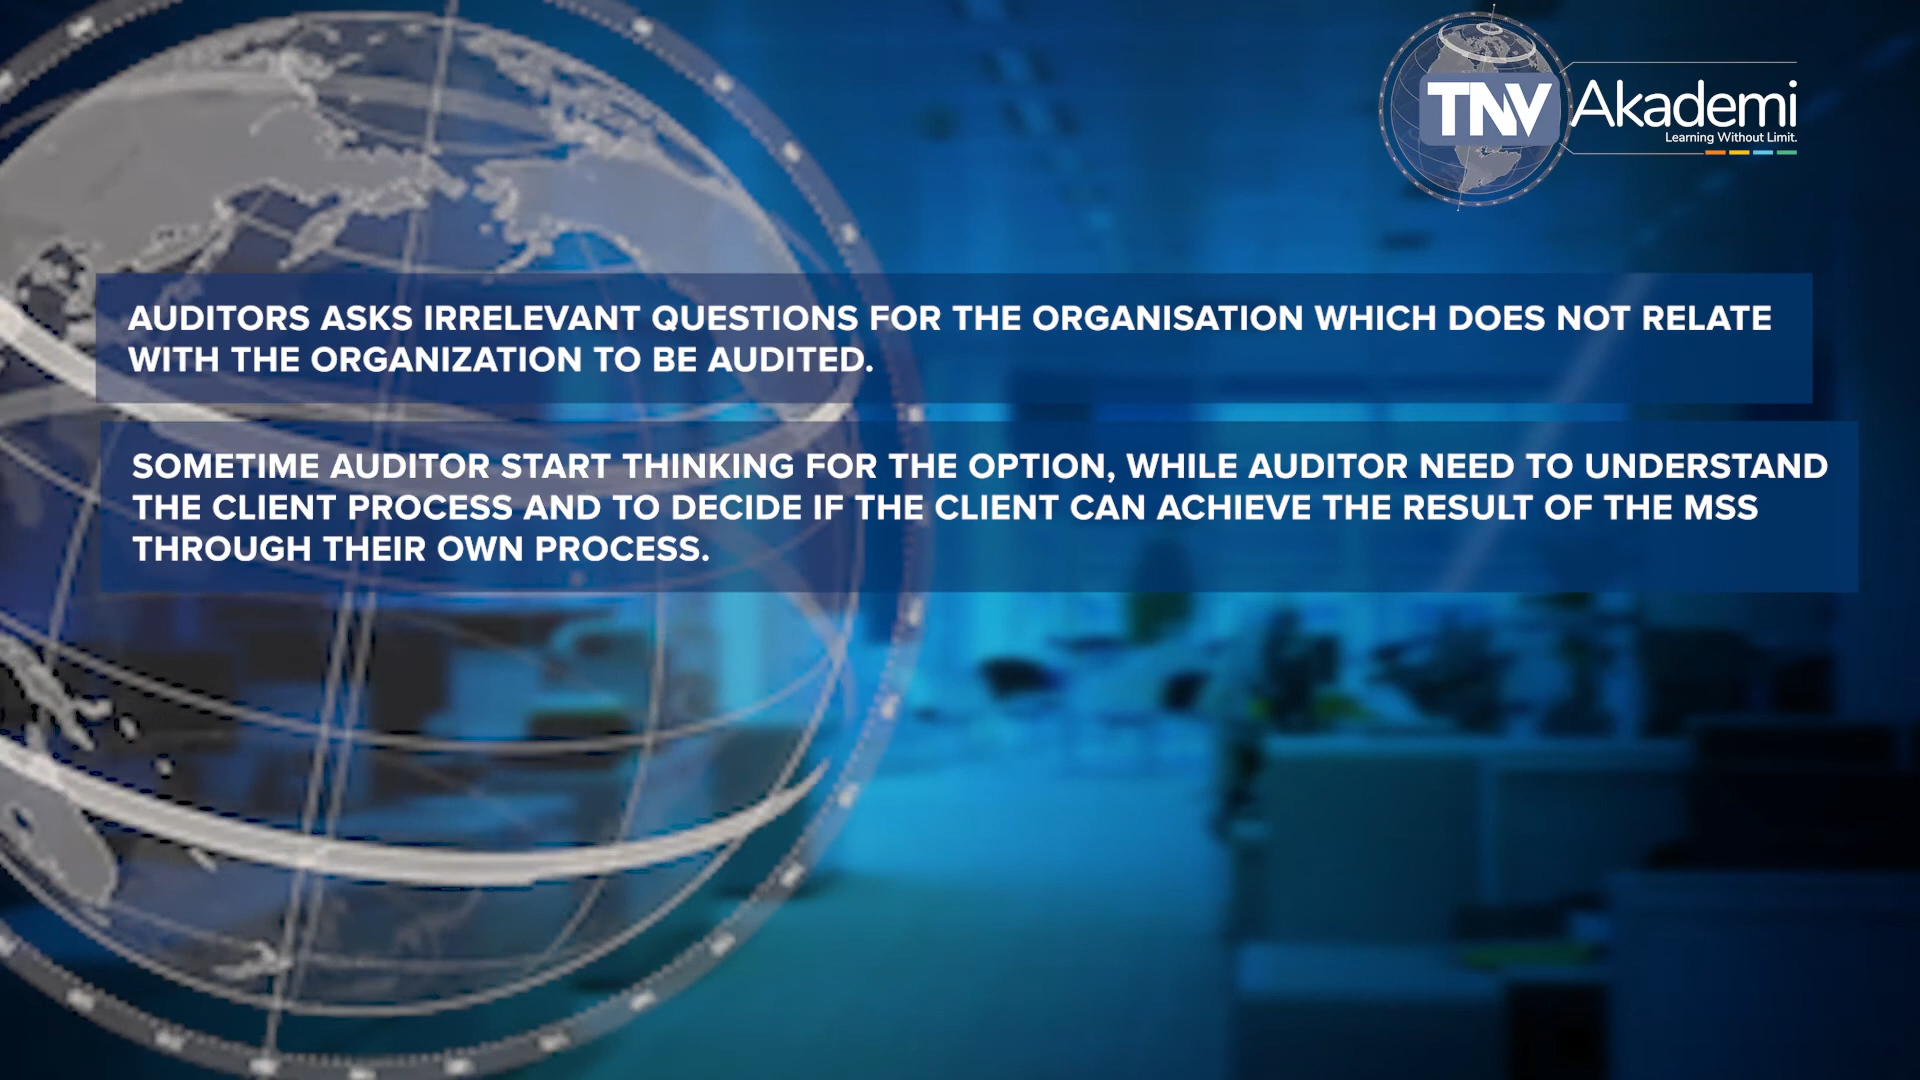 TNV Akademi
Learning Without Limit.
AUDITORS ASKS IRRELEVANT QUESTIONS FOR THE ORGANISATION WHICH DOES NOT RELATE
WITH THE ORGANIZATION TO BE AUDITED.
SOMETIME AUDITOR START THINKING FOR THE OPTION, WHILE AUDITOR NEED TO UNDERSTAND
THE CLIENT PROCESS AND TO DECIDE IF THE CLIENT CAN ACHIEVE THE RESULT OF THE MSS
THROUGH THEIR OWN PROCESS.